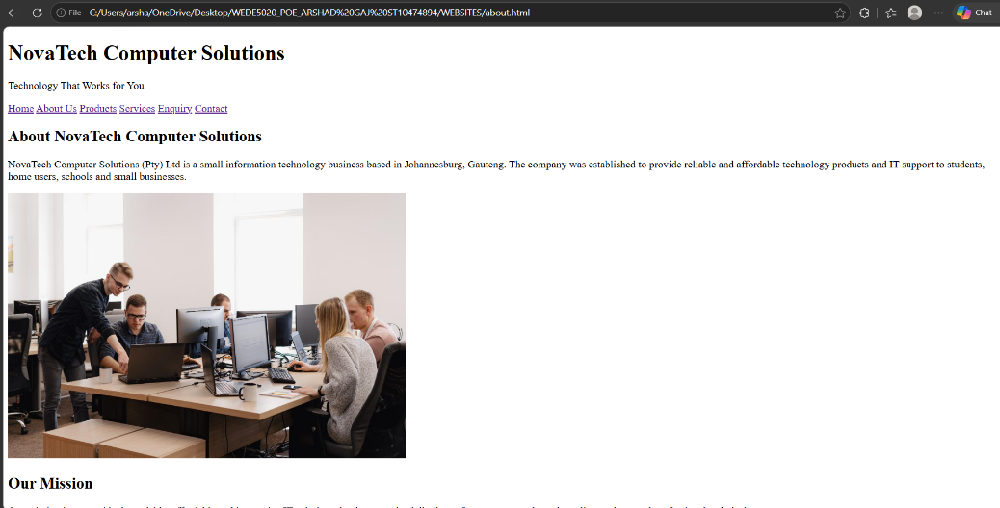 File C:/Users/arsha/OneDrive/Desktop/WEDE5020_POE_ARSHAD%20GAJ%20ST10474894/WEBSITES/about.html
Chat
NovaTech Computer Solutions
Technology That Works for You
Home About Us Products Services Enquiry Contact
About NovaTech Computer Solutions
NovaTech Computer Solutions (Pty) Ltd is a small information technology business based in Johannesburg, Gauteng. The company was established to provide reliable and affordable technology products and IT support to students,
home users, schools and small businesses.
Our Mission